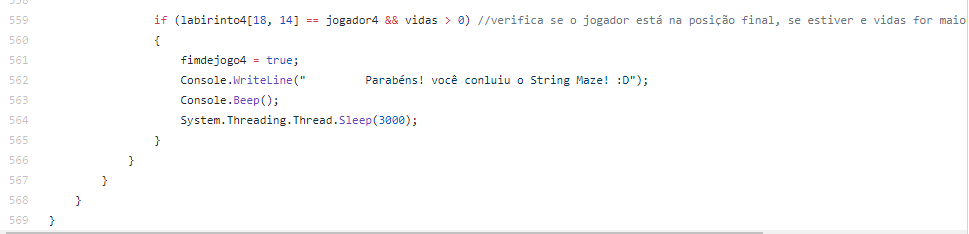 559 if (labirinto4[18, 14] == jogador4 && vidas > 0) //verifica se o jogador está na posição final, se estiver e vidas for maio
560 {
561 fimdejogo4 = true;
562 Console.WriteLine("         Parabéns! você conluiu o String Maze! :D");
563 Console.Beep();
564 System.Threading.Thread.Sleep(3000);
565 }
566 }
567 }
568 }
569 }